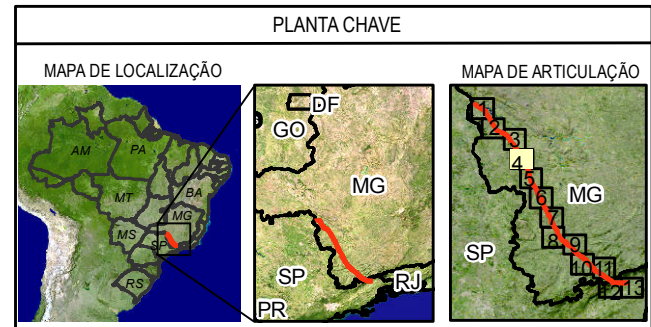 PLANTA CHAVE
MAPA DE LOCALIZAÇÃO
AM
PA
MT
BA
MG
MS
SP
RS
DF
GO
MG
SP
RJ
PR
MAPA DE ARTICULAÇÃO
1
2
3
4
5
6
7
8
9
10
11
12
13
MG
SP